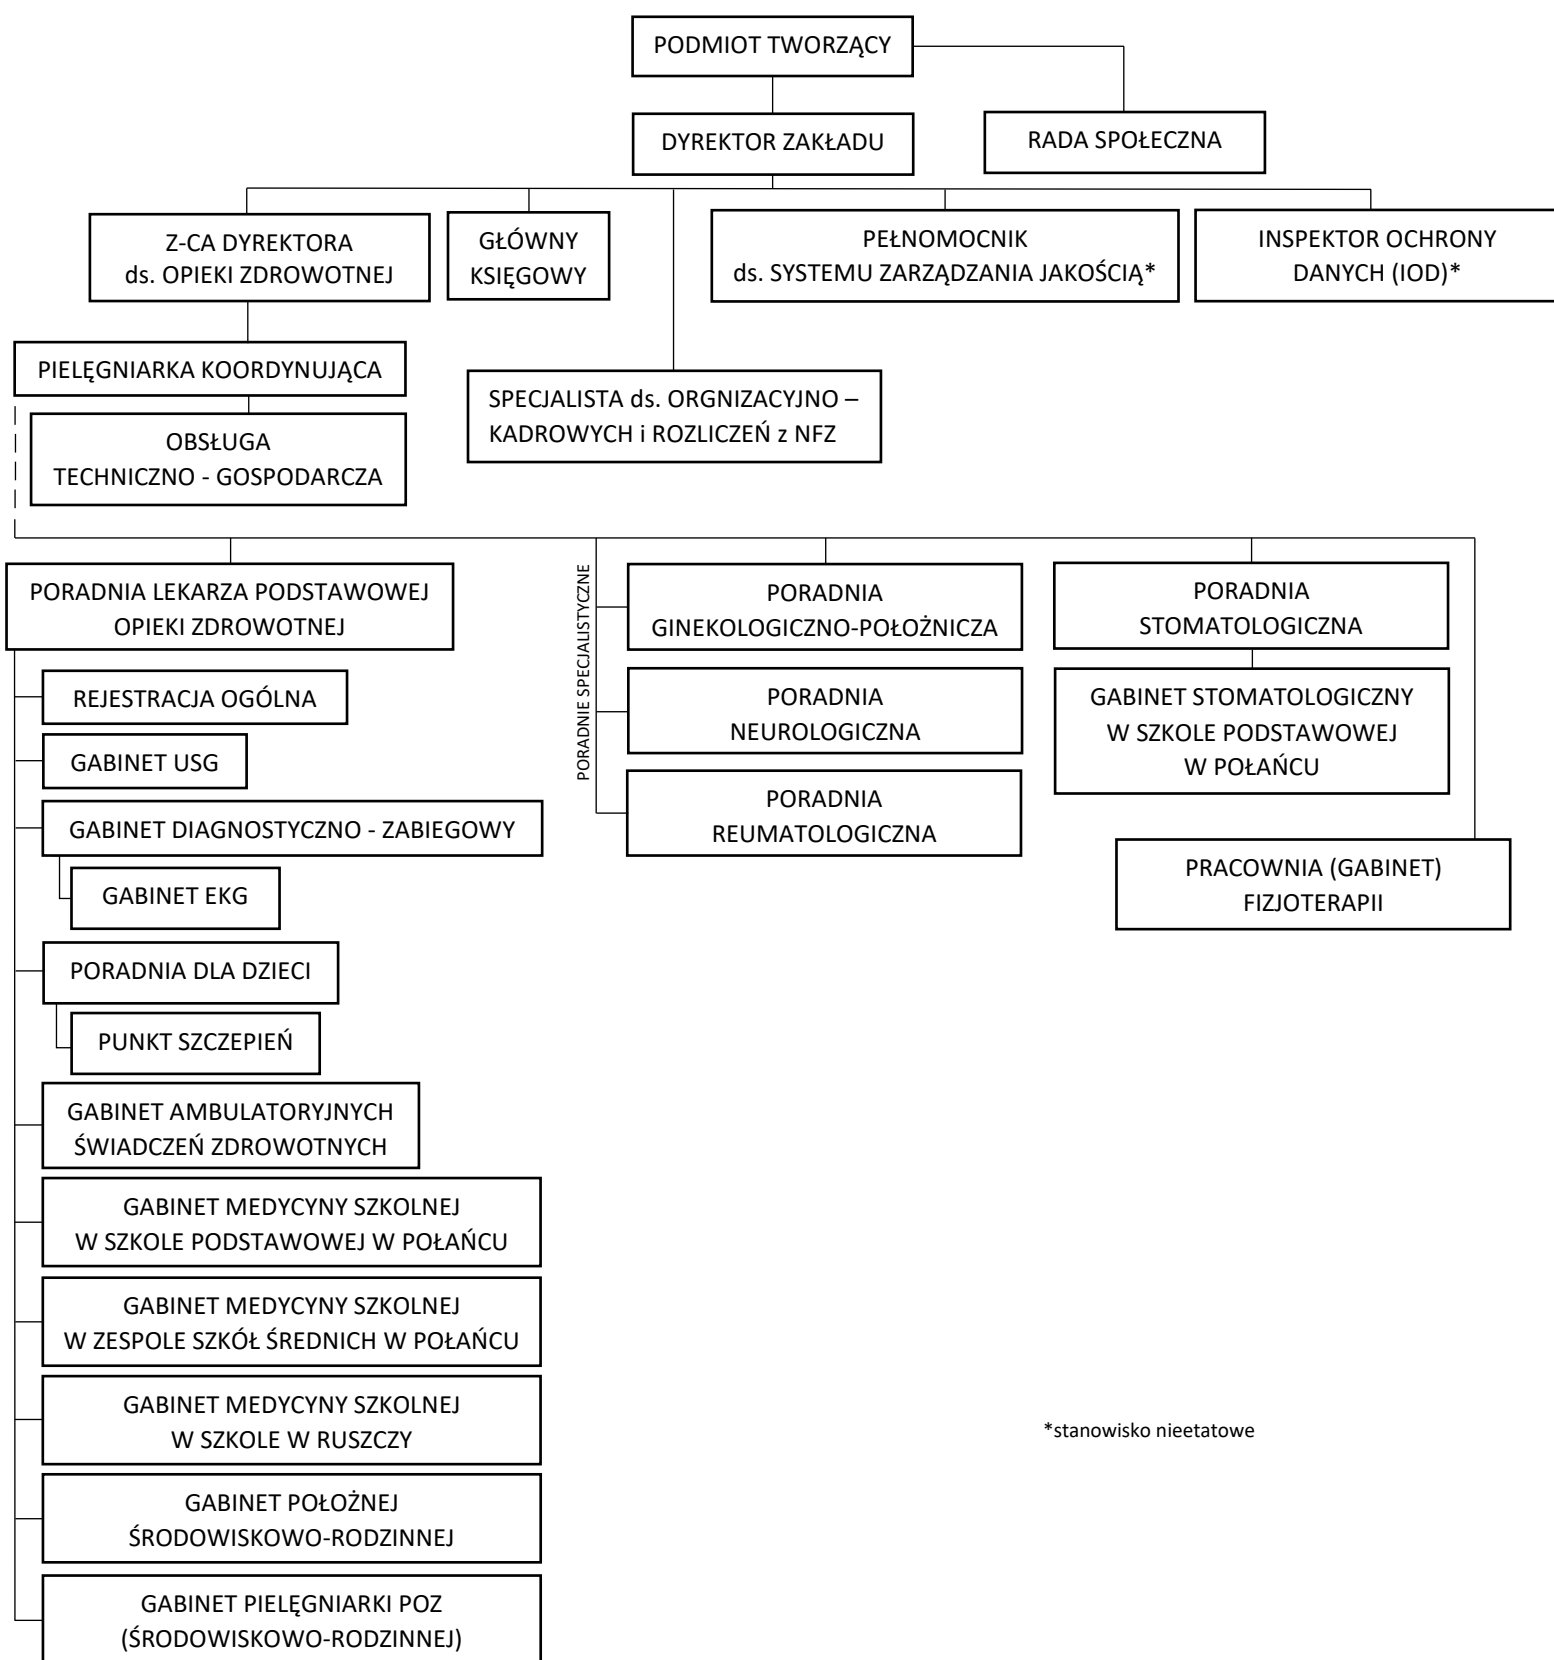 PODMIOT TWORZĄCY
DYREKTOR ZAKŁADU
RADA SPOŁECZNA
Z-CA DYREKTORA
ds. OPIEKI ZDROWOTNEJ
GŁÓWNY
KSIĘGOWY
PEŁNOMOCNIK
ds. SYSTEMU ZARZĄDZANIA JAKOŚCIĄ*
INSPEKTOR OCHRONY
DANYCH (IOD)*
PIELĘGNIARKA KOORDYNUJĄCA
SPECJALISTA ds. ORGNIZACYJNO –
KADROWYCH i ROZLICZEŃ z NFZ
OBSŁUGA
TECHNICZNO - GOSPODARCZA
PORADNIA LEKARZA PODSTAWOWEJ
OPIEKI ZDROWOTNEJ
REJESTRACJA OGÓLNA
GABINET USG
GABINET DIAGNOSTYCZNO - ZABIEGOWY
GABINET EKG
PORADNIA DLA DZIECI
PUNKT SZCZEPIEŃ
GABINET AMBULATORYJNYCH
ŚWIADCZEŃ ZDROWOTNYCH
GABINET MEDYCYNY SZKOLNEJ
W SZKOLE PODSTAWOWEJ W POŁAŃCU
GABINET MEDYCYNY SZKOLNEJ
W ZESPOLE SZKÓŁ ŚREDNICH W POŁAŃCU
GABINET MEDYCYNY SZKOLNEJ
W SZKOLE W RUSZCZY
GABINET POŁOŻNEJ
ŚRODOWISKOWO-RODZINNEJ
GABINET PIELĘGNIARKI POZ
(ŚRODOWISKOWO-RODZINNEJ)
PORADNIE SPECJALISTYCZNE
PORADNIA
GINEKOLOGICZNO-POŁOŻNICZA
PORADNIA
NEUROLOGICZNA
PORADNIA
REUMATOLOGICZNA
PORADNIA
STOMATOLOGICZNA
GABINET STOMATOLOGICZNY
W SZKOLE PODSTAWOWEJ
W POŁAŃCU
PRACOWNIA (GABINET)
FIZJOTERAPII
*stanowisko nieetatowe